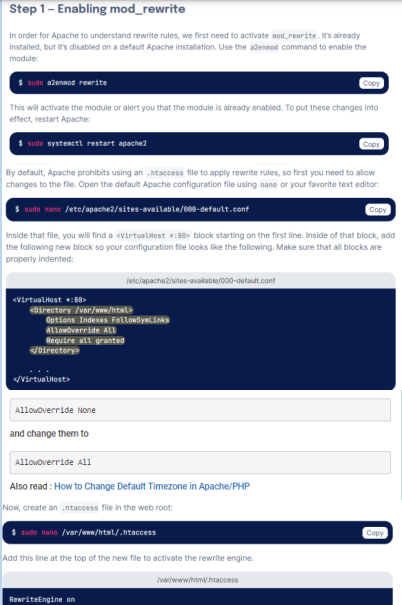 Step 1 – Enabling mod_rewrite
In order for Apache to understand rewrite rules, we first need to activate mod_rewrite. It's already
installed, but it's disabled on a default Apache installation. Use the a2enmod command to enable the
module:
$ sudo a2enmod rewrite
Copy
This will activate the module or alert you that the module is already enabled. To put these changes into
effect, restart Apache:
$ sudo systemctl restart apache2
Copy
By default, Apache prohibits using an .htaccess file to apply rewrite rules, so first you need to allow
changes to the file. Open the default Apache configuration file using nano or your favorite text editor:
$ sudo nano /etc/apache2/sites-available/000-default.conf
Copy
Inside that file, you will find a <VirtualHost *:80> block starting on the first line. Inside of that block, add
the following new block so your configuration file looks like the following. Make sure that all blocks are
properly indented:
/etc/apache2/sites-available/000-default.conf
<VirtualHost *:80>
<Directory /var/www/html>
Options Indexes FollowSymLinks
AllowOverride All
Require all granted
</Directory>
. . .
</VirtualHost>
AllowOverride None
and change them to
AllowOverride All
Also read : How to Change Default Timezone in Apache/PHP
Now, create an .htaccess file in the web root:
$ sudo nano /var/www/html/.htaccess
Copy
Add this line at the top of the new file to activate the rewrite engine.
/var/www/html/.htaccess
RewriteEngine on